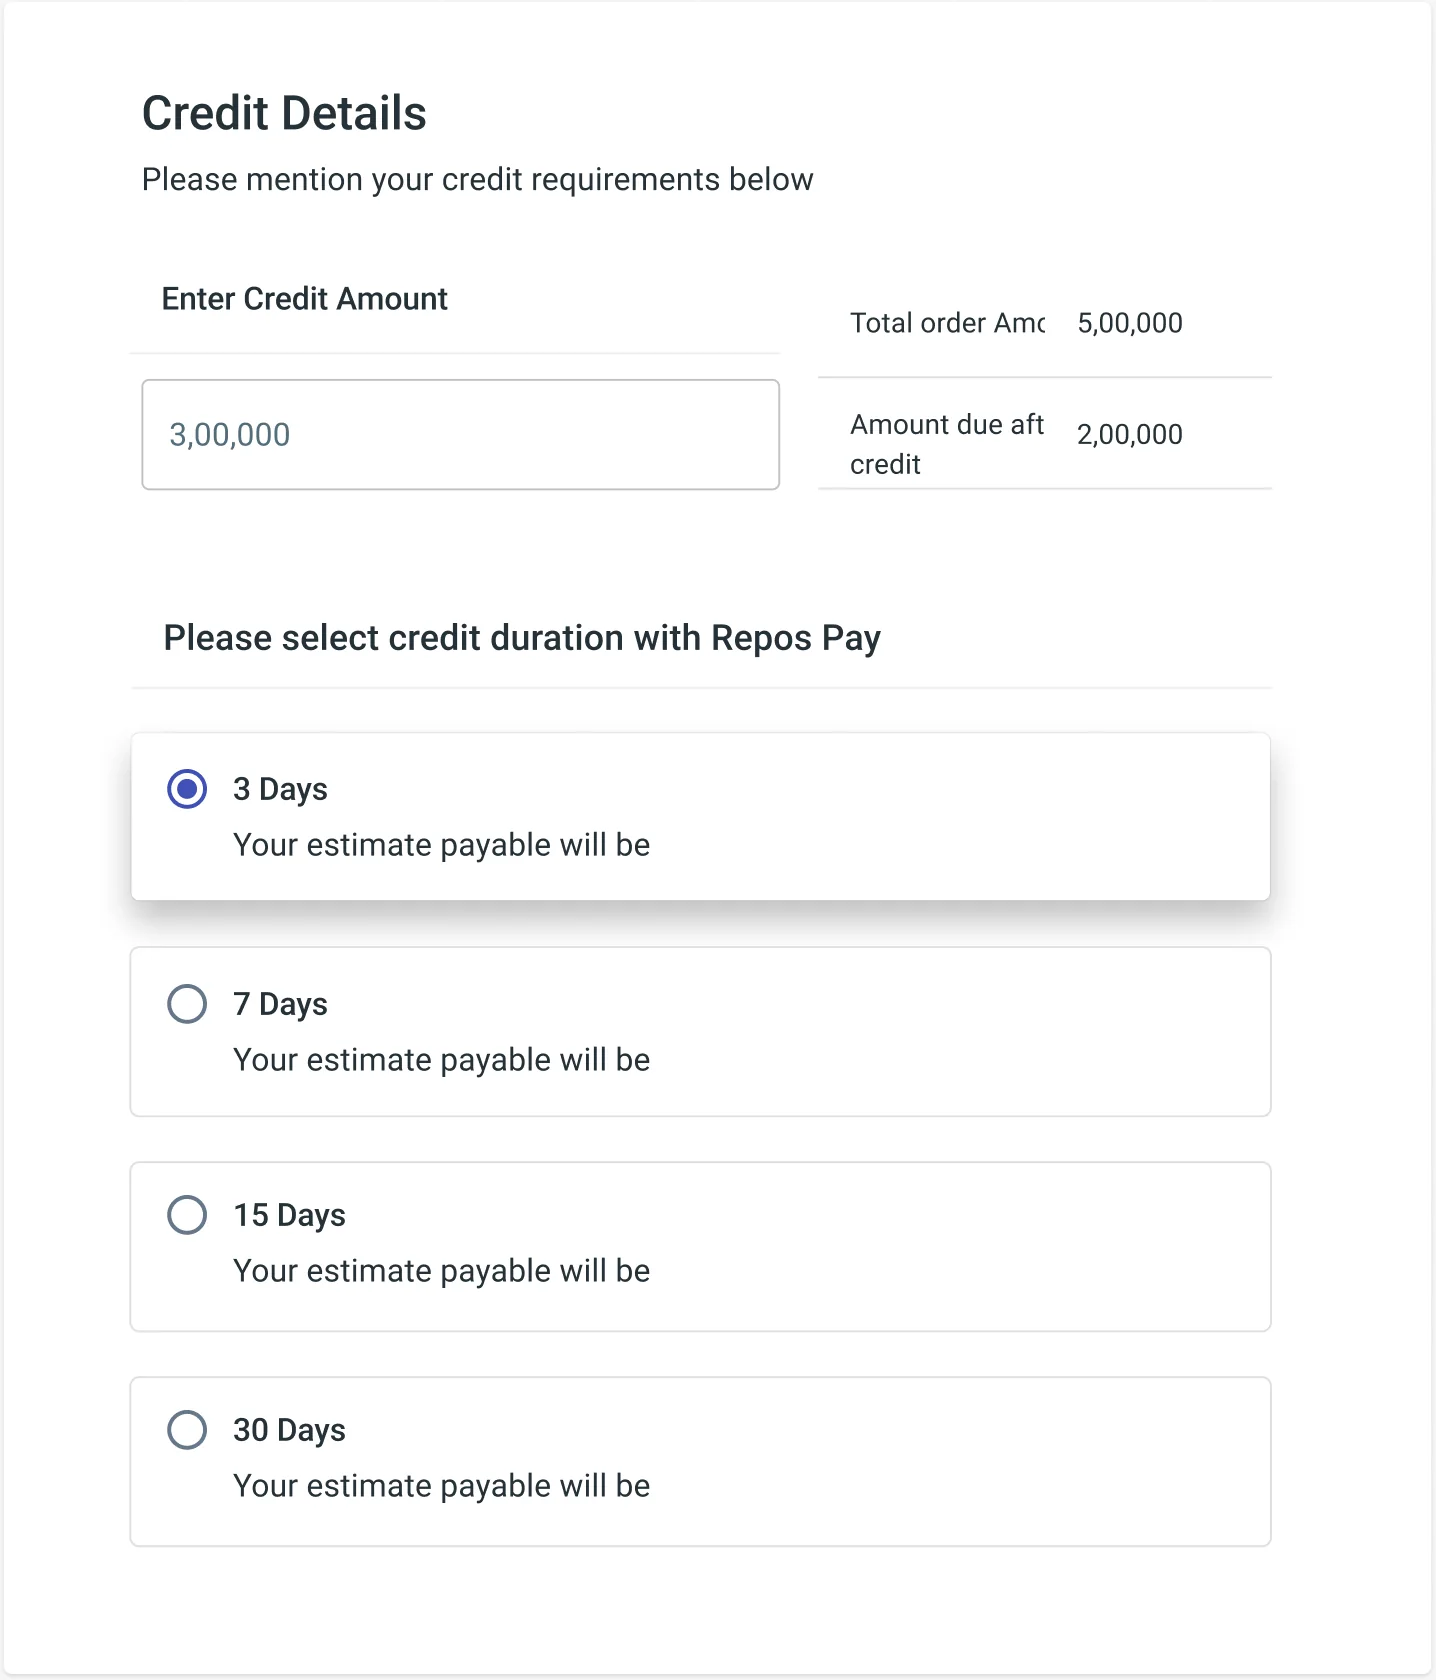 Credit Details
Please mention your credit requirements below
Enter Credit Amount
3,00,000
Total order Amo 5,00,000
Amount due aft 2,00,000
credit
Please select credit duration with Repos Pay
3 Days
Your estimate payable will be
7 Days
Your estimate payable will be
15 Days
Your estimate payable will be
30 Days
Your estimate payable will be